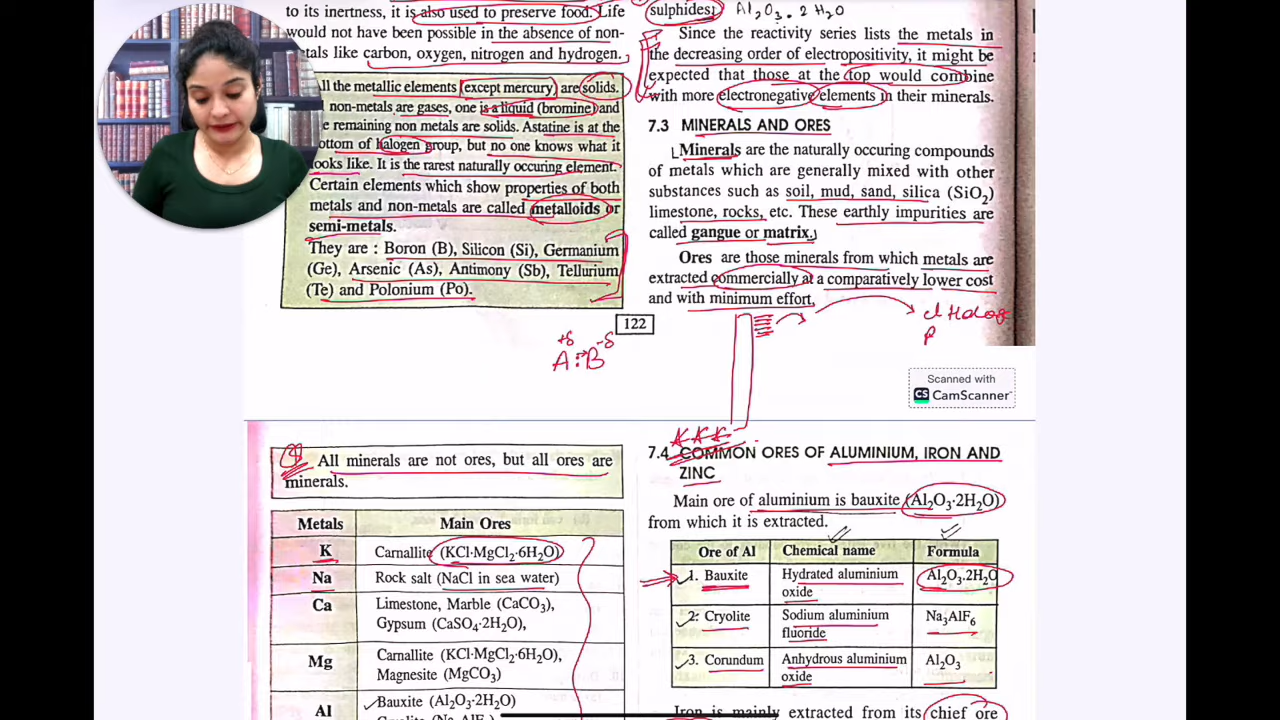 to its inertness, it is also used to preserve food. Life
would not have been possible in the absence of non-
tals like carbon, oxygen, nitrogen and hydrogen.
ll the metallic elements (except mercury) are solids.
non-metals are gases, one is a liquid (bromine) and
e remaining non metals are solids. Astatine is at the
ottom of halogen group, but no one knows what it
looks like. It is the rarest naturally occuring element.
Certain elements which show properties of both
metals and non-metals are called metalloids or
semi-metals.
They are : Boron (B), Silicon (Si), Germanium
(Ge), Arsenic (As), Antimony (Sb), Tellurium
(Te) and Polonium (Po).
122
+δ -δ
A : B
sulphides. Al2O3.2H2O
Since the reactivity series lists the metals in
the decreasing order of electropositivity, it might be
expected that those at the top would combine
with more electronegative elements in their minerals.
7.3 MINERALS AND ORES
Minerals are the naturally occuring compounds
of metals which are generally mixed with other
substances such as soil, mud, sand, silica (SiO2)
limestone, rocks, etc. These earthly impurities are
called gangue or matrix.
Ores are those minerals from which metals are
extracted commercially at a comparatively lower cost
and with minimum effort.
Scanned with
CS CamScanner
All minerals are not ores, but all ores are
minerals.
Metals Main Ores
K Carnallite (KCl·MgCl2·6H2O)
Na Rock salt (NaCl in sea water)
Ca Limestone, Marble (CaCO3),
Gypsum (CaSO4·2H2O),
Mg Carnallite (KCl·MgCl2·6H2O),
Magnesite (MgCO3)
Al Bauxite (Al2O3·2H2O)
Cryolite (Na3AlF6)
7.4 COMMON ORES OF ALUMINIUM, IRON AND
ZINC
Main ore of aluminium is bauxite (Al2O3·2H2O)
from which it is extracted.
Ore of Al Chemical name Formula
1. Bauxite Hydrated aluminium Al2O3.2H2O
oxide
2. Cryolite Sodium aluminium Na3AlF6
fluoride
3. Corundum Anhydrous aluminium Al2O3
oxide
Iron is mainly extracted from its chief ore